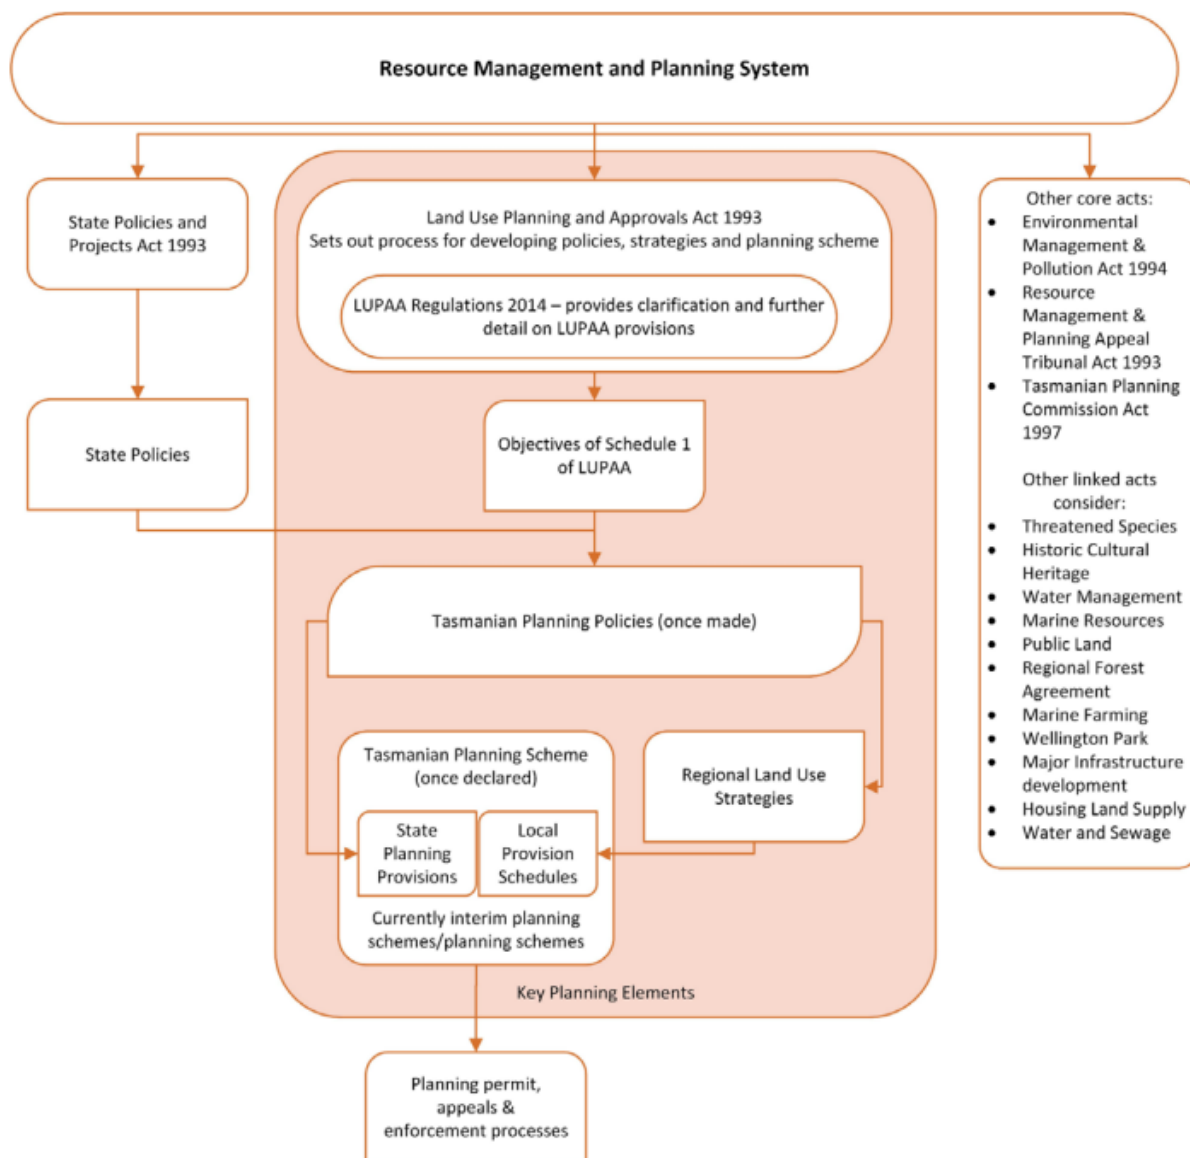 Resource Management and Planning System
State Policies and
Projects Act 1993
State Policies
Land Use Planning and Approvals Act 1993
Sets out process for developing policies, strategies and planning scheme
LUPAA Regulations 2014 – provides clarification and further
detail on LUPAA provisions
Objectives of Schedule 1
of LUPAA
Tasmanian Planning Policies (once made)
Tasmanian Planning Scheme
(once declared)
State
Planning
Provisions
Local
Provision
Schedules
Currently interim planning
schemes/planning schemes
Regional Land Use
Strategies
Key Planning Elements
Planning permit,
appeals &
enforcement processes
Other core acts:
• Environmental
Management &
Pollution Act 1994
• Resource
Management &
Planning Appeal
Tribunal Act 1993
• Tasmanian Planning
Commission Act
1997
Other linked acts
consider:
• Threatened Species
• Historic Cultural
Heritage
• Water Management
• Marine Resources
• Public Land
• Regional Forest
Agreement
• Marine Farming
• Wellington Park
• Major Infrastructure
development
• Housing Land Supply
• Water and Sewage